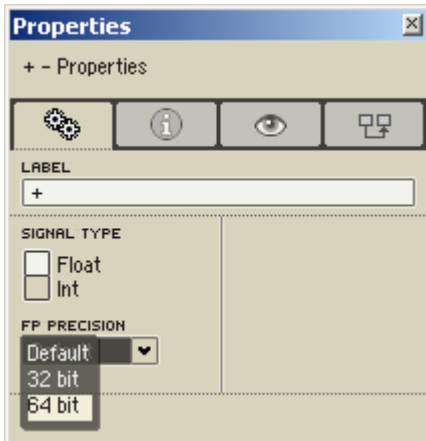 Properties
+ - Properties
LABEL
+
SIGNAL TYPE
Float
Int
FP PRECISION
Default
32 bit
64 bit